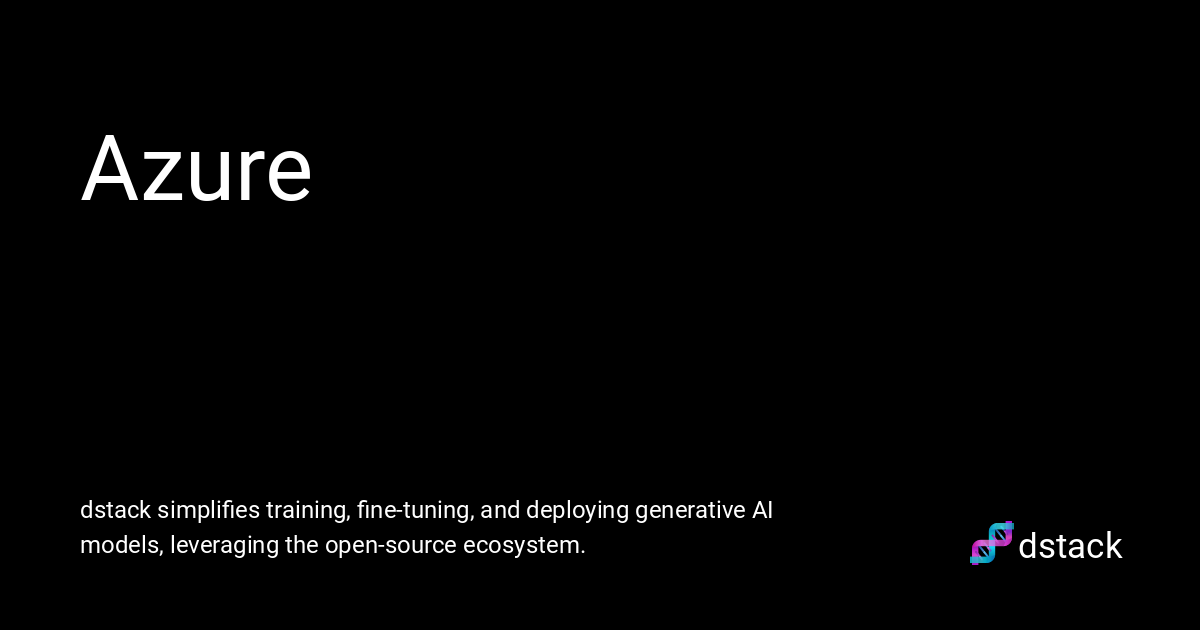 Azure
dstack simplifies training, fine-tuning, and deploying generative AI
models, leveraging the open-source ecosystem.
dstack